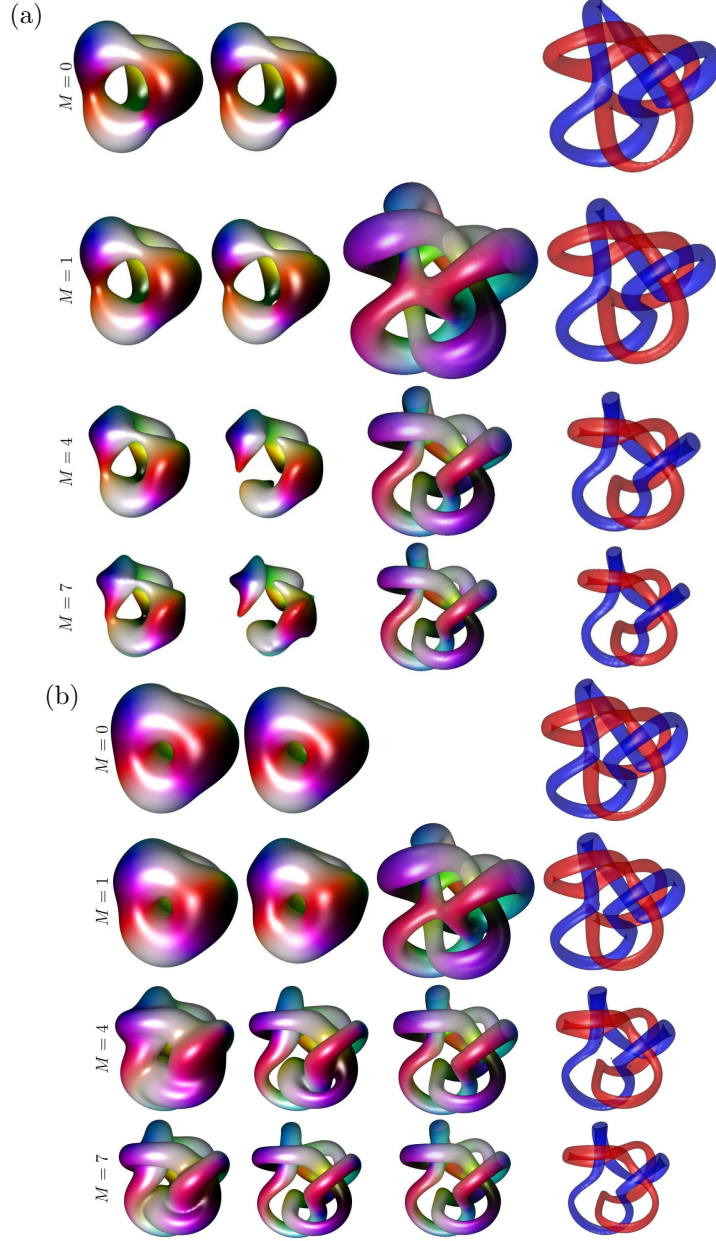 (a)
M = 0
M = 1
M = 4
M = 7
(b)
M = 0
M = 1
M = 4
M = 7